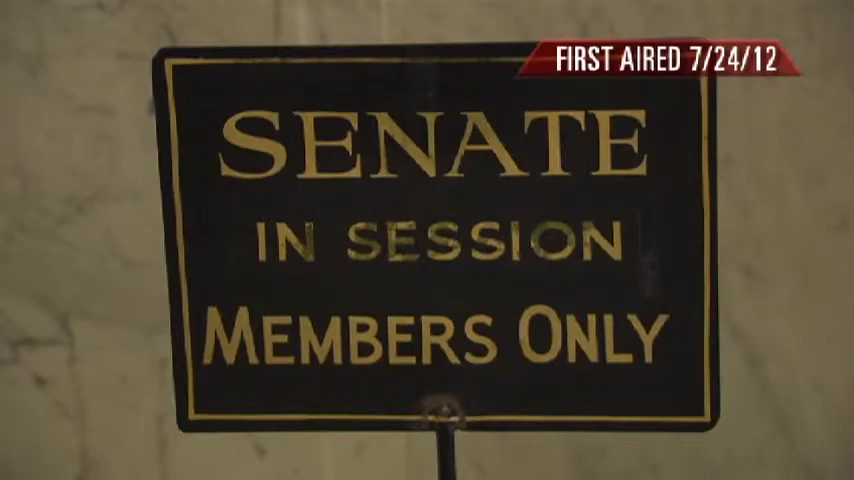 FIRST AIRED 7/24/12
SENATE
IN SESSION
MEMBERS ONLY